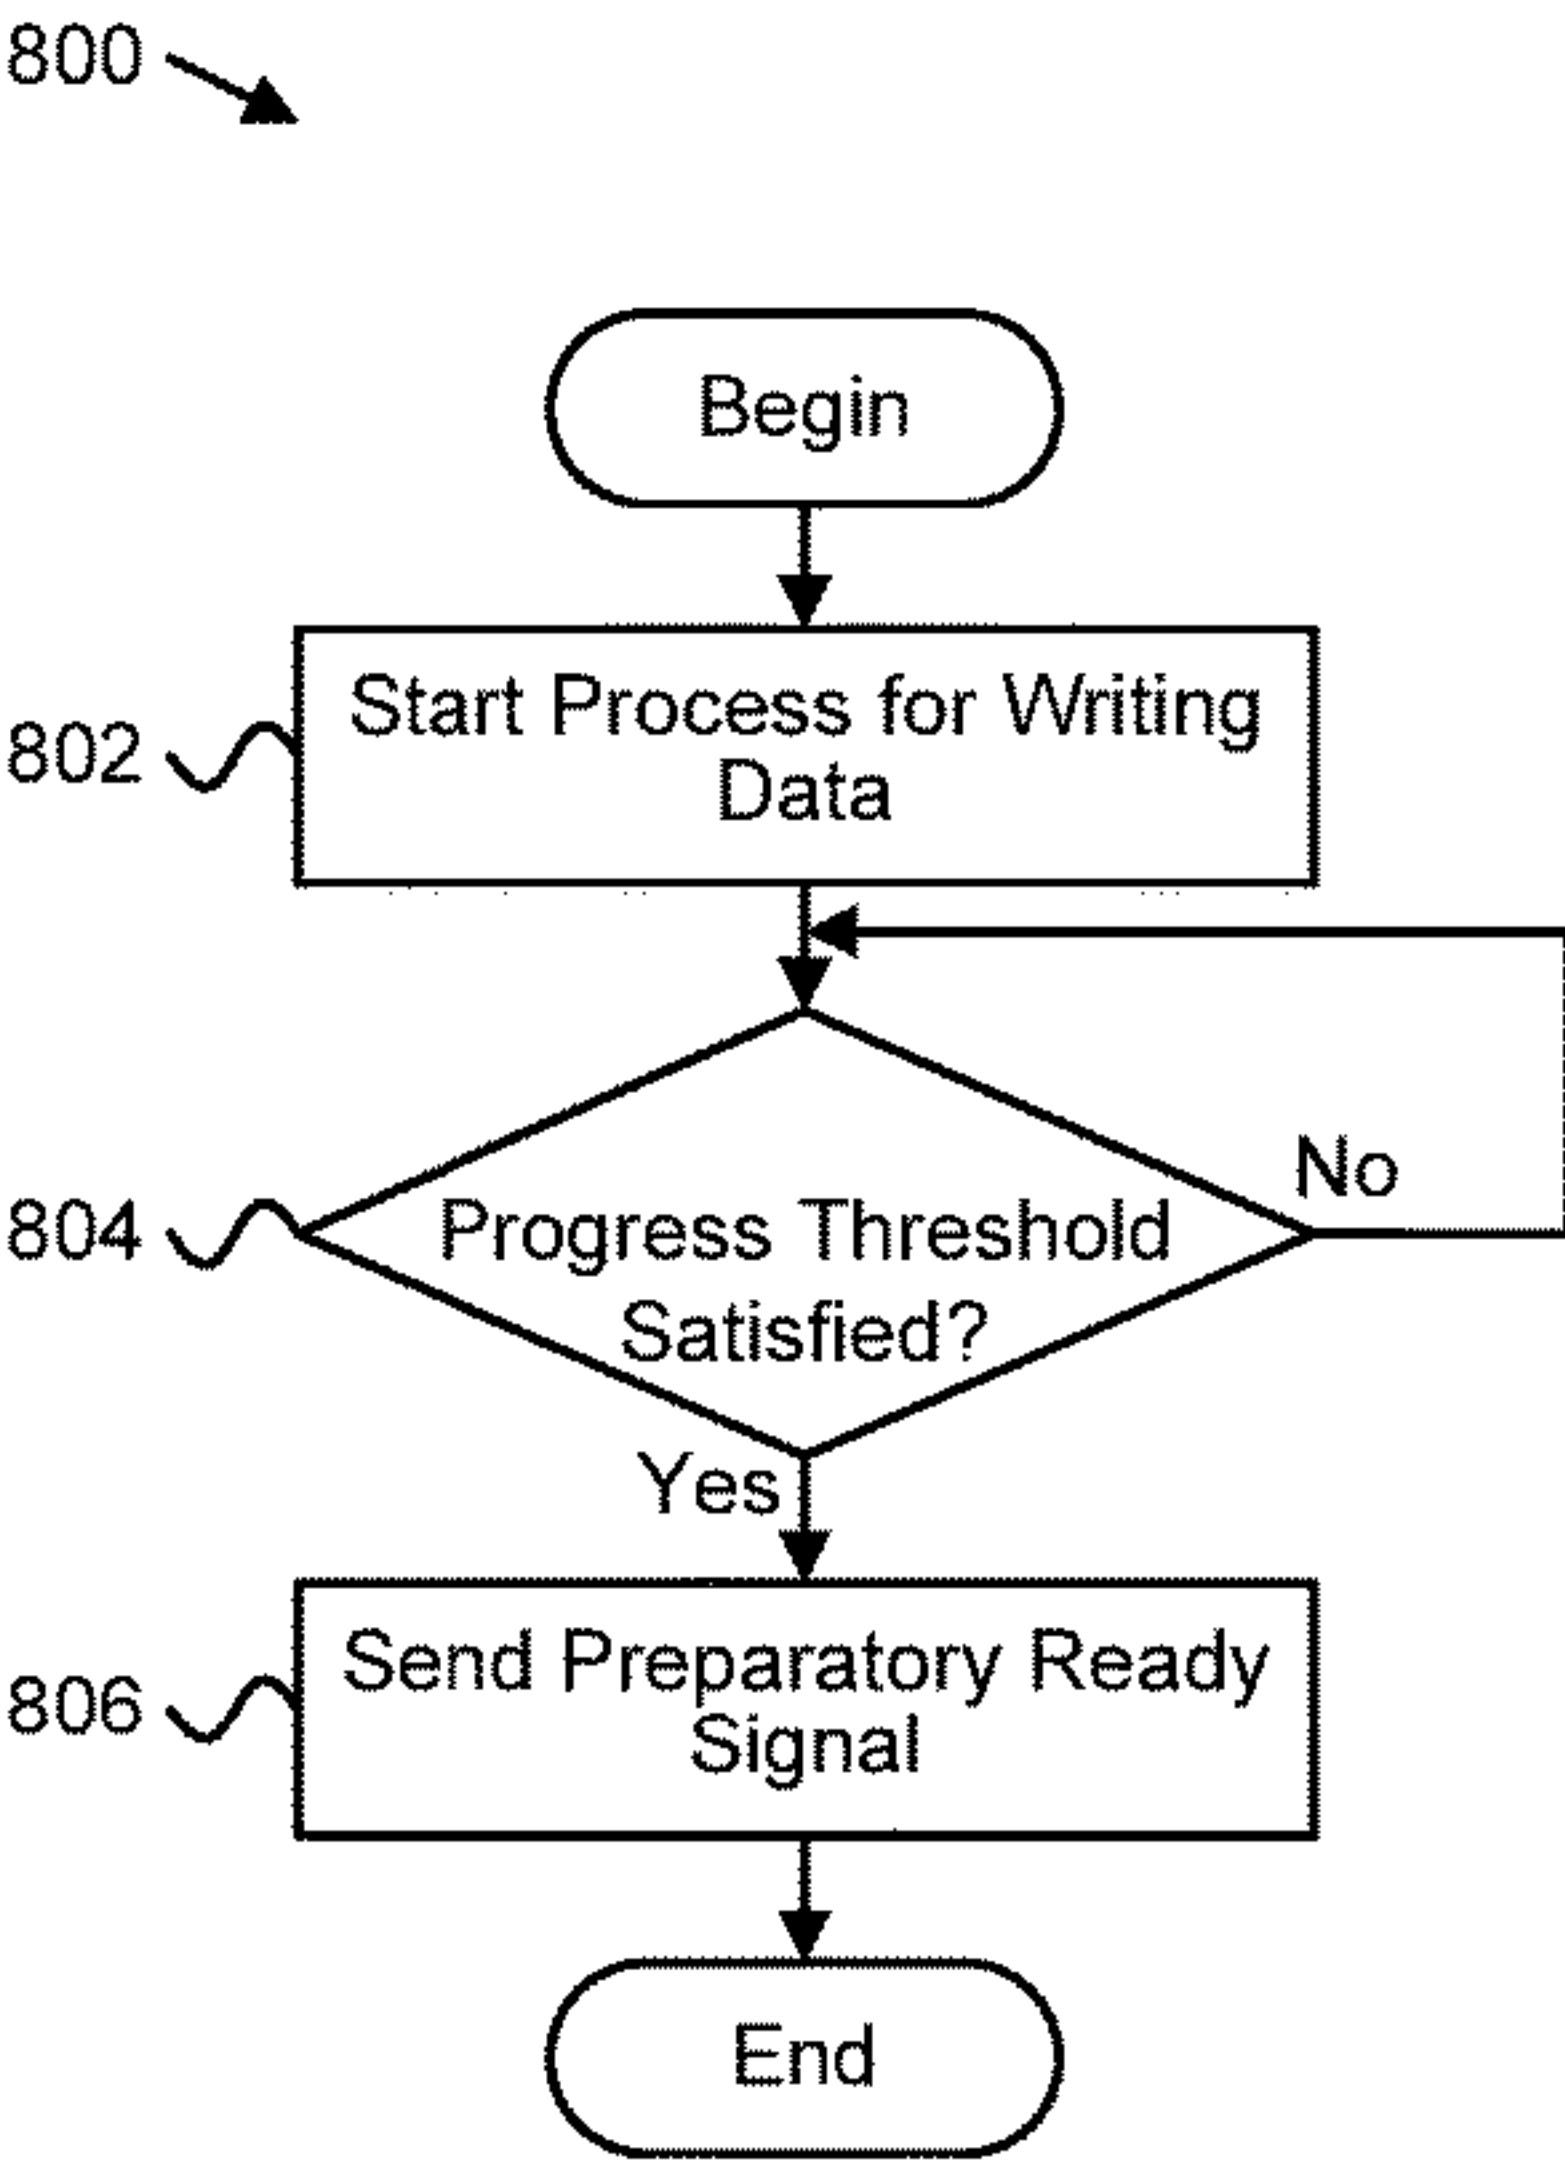 800
Begin
802
Start Process for Writing
Data
No
804
Progress Threshold
Satisfied?
Yes
806
Send Preparatory Ready
Signal
End